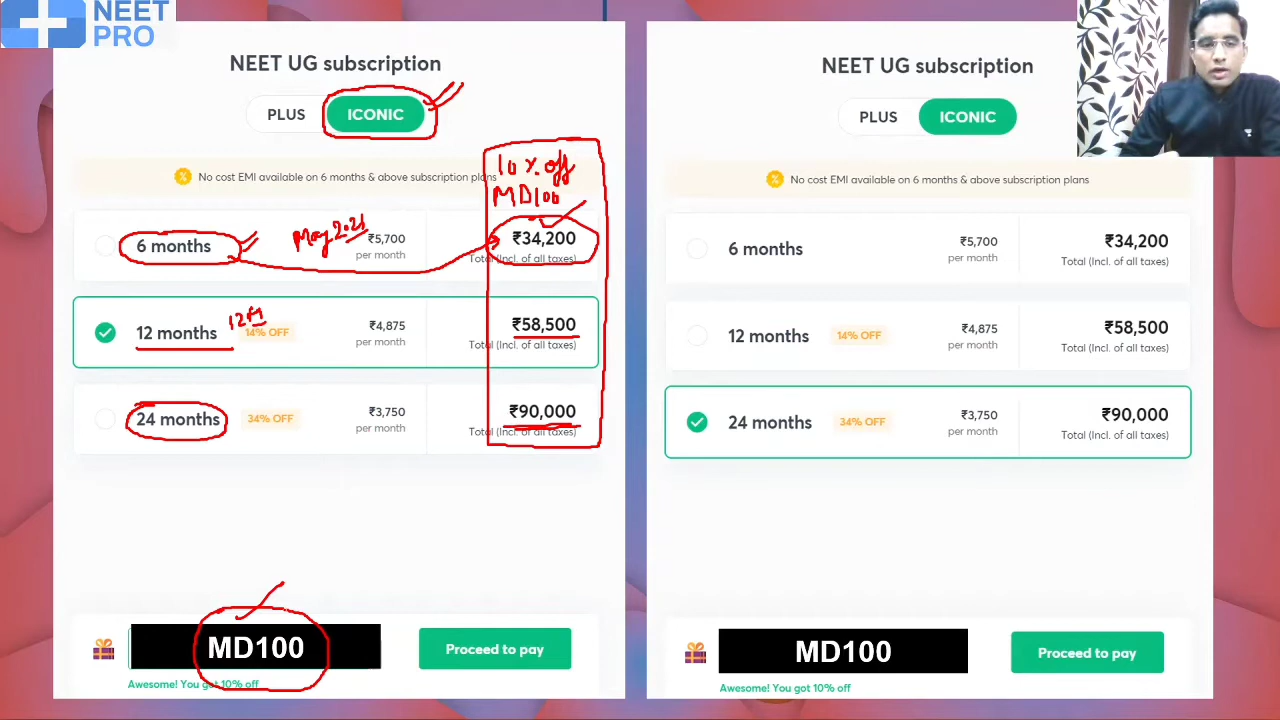 NEET
PRO
NEET UG subscription
PLUS
ICONIC
No cost EMI available on 6 months & above subscription plans
10 % off
MD100
6 months
May 2021
₹5,700
per month
₹34,200
Total (Incl. of all taxes)
12 months
12th
14% OFF
₹4,875
per month
₹58,500
Total (Incl. of all taxes)
24 months
34% OFF
₹3,750
per month
₹90,000
Total (Incl. of all taxes)
MD100
Proceed to pay
Awesome! You got 10% off
NEET UG subscription
PLUS
ICONIC
No cost EMI available on 6 months & above subscription plans
6 months
₹5,700
per month
₹34,200
Total (Incl. of all taxes)
12 months
14% OFF
₹4,875
per month
₹58,500
Total (Incl. of all taxes)
24 months
34% OFF
₹3,750
per month
₹90,000
Total (Incl. of all taxes)
MD100
Proceed to pay
Awesome! You got 10% off